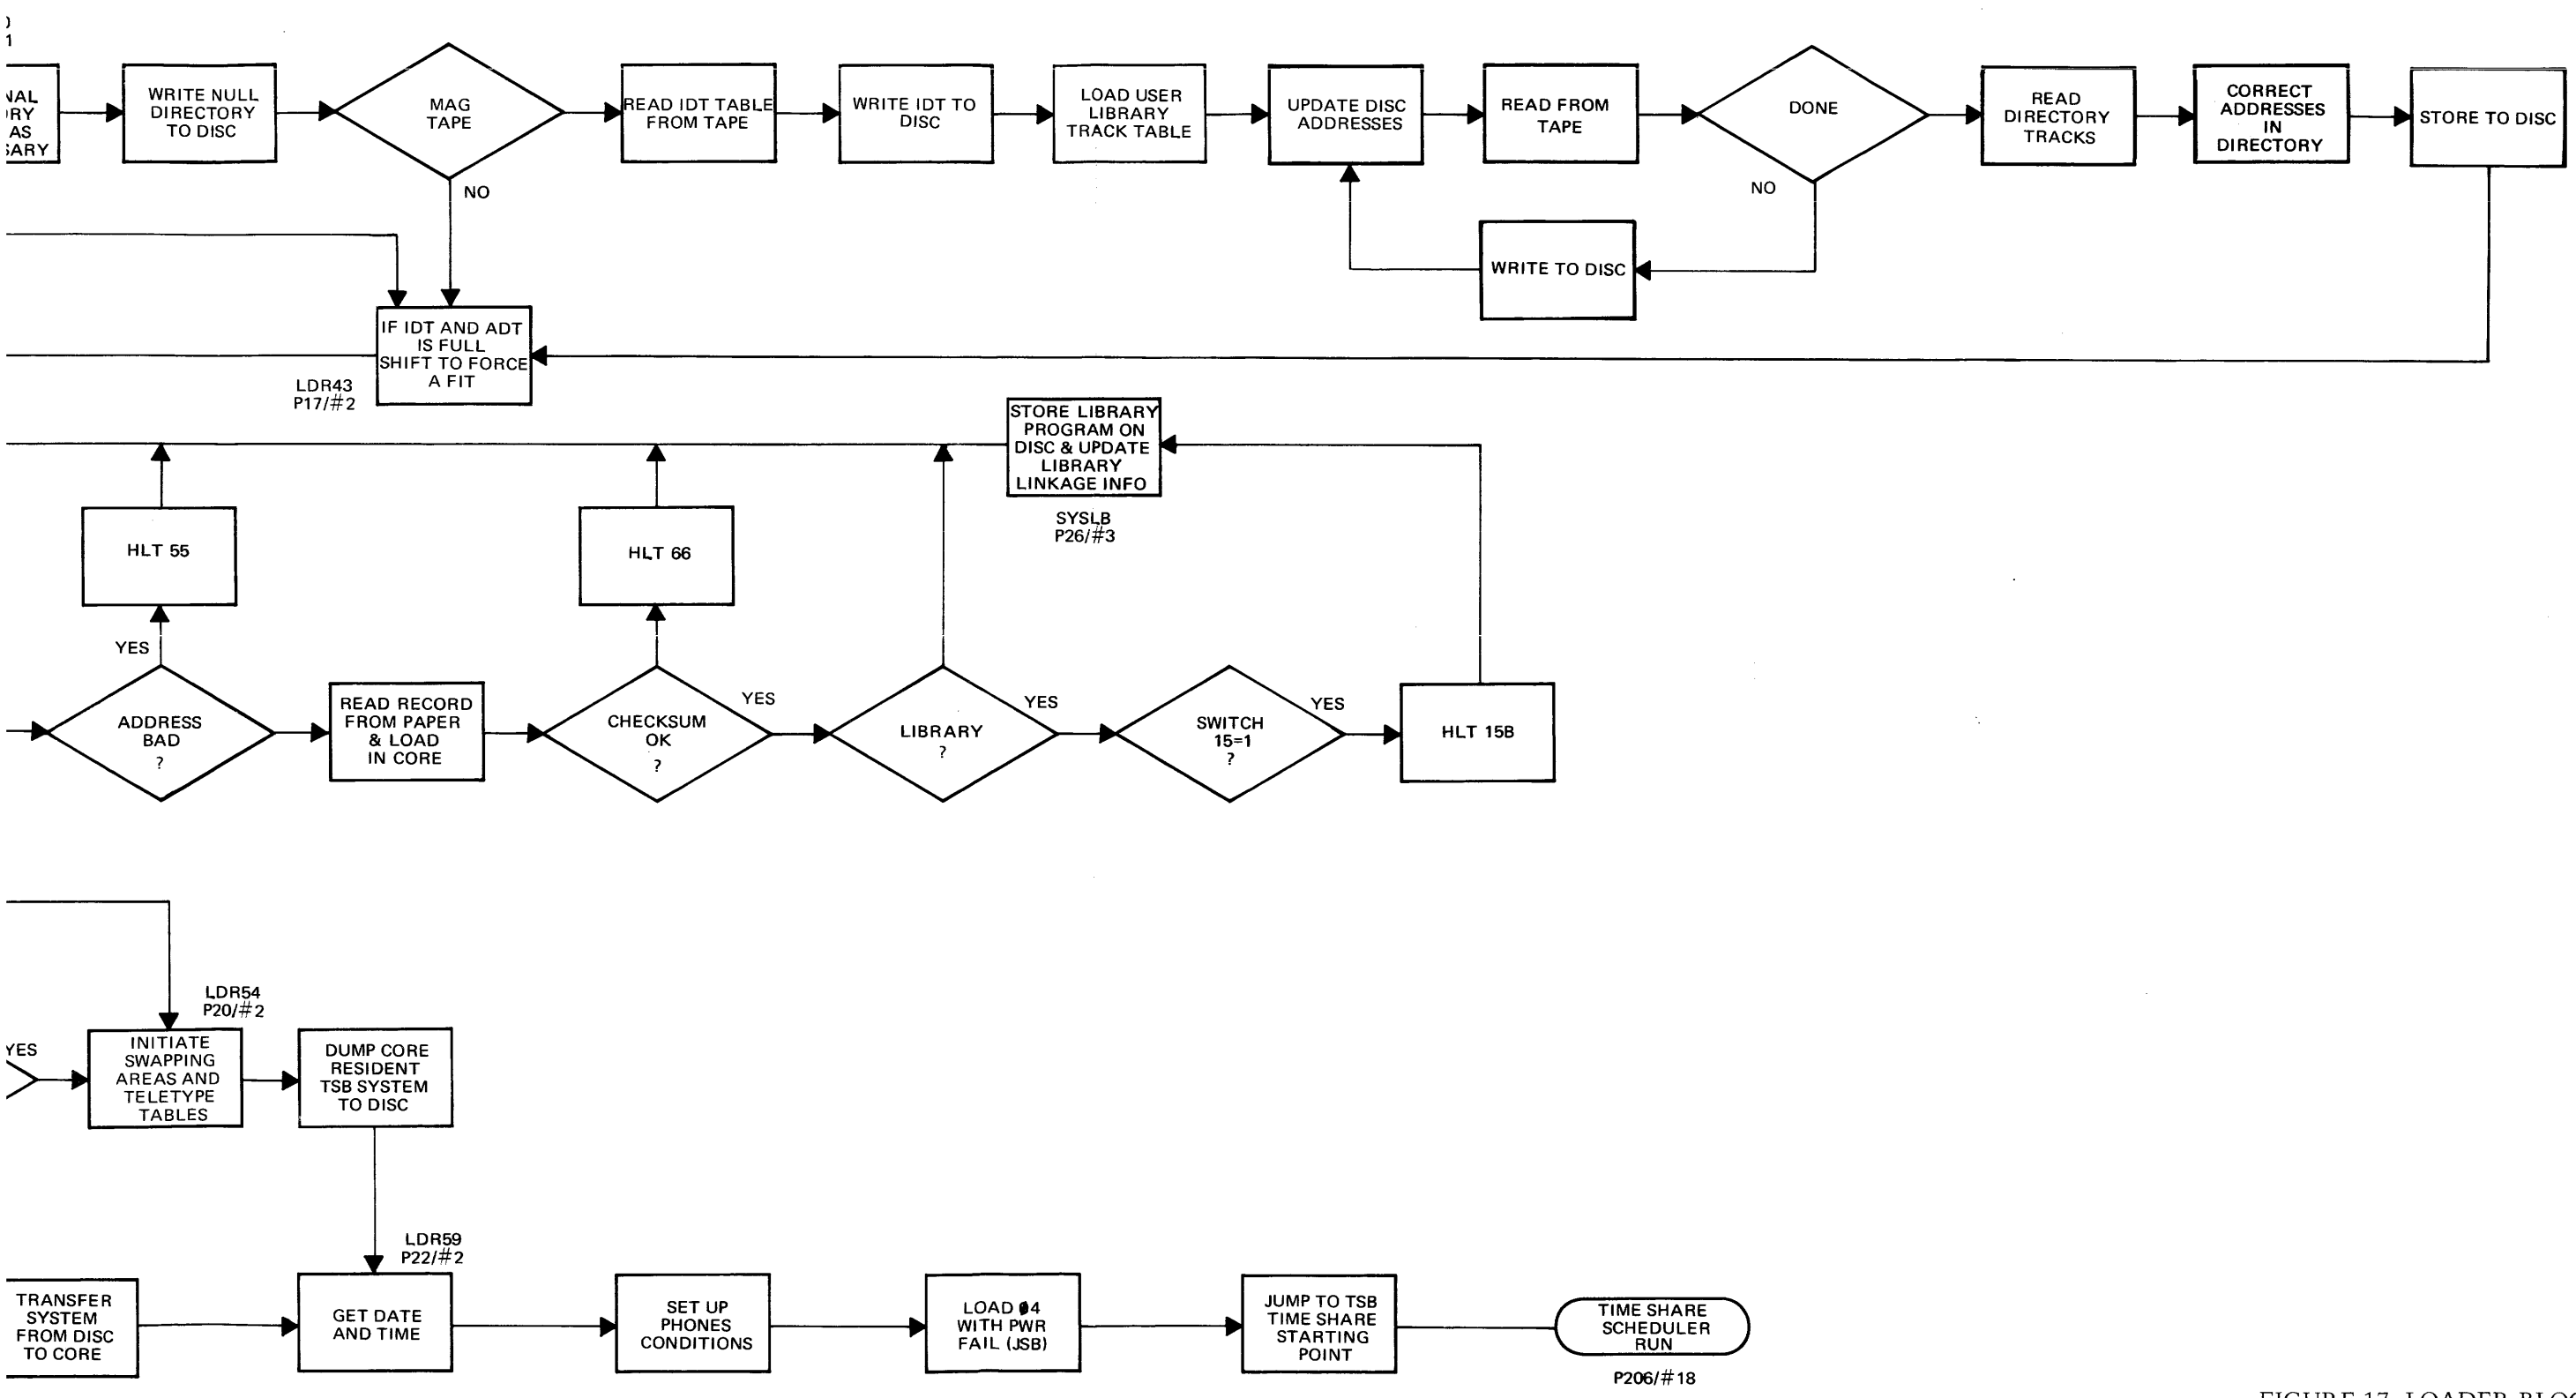 WRITE NULL
DIRECTORY
TO DISC
MAG
TAPE
NO
READ IDT TABLE
FROM TAPE
WRITE IDT TO
DISC
LOAD USER
LIBRARY
TRACK TABLE
UPDATE DISC
ADDRESSES
READ FROM
TAPE
DONE
NO
READ
DIRECTORY
TRACKS
CORRECT
ADDRESSES
IN
DIRECTORY
STORE TO DISC
WRITE TO DISC
IF IDT AND ADT
IS FULL
SHIFT TO FORCE
A FIT
LDR43
P17/#2
STORE LIBRARY
PROGRAM ON
DISC & UPDATE
LIBRARY
LINKAGE INFO
SYSLB
P26/#3
HLT 55
HLT 66
YES
ADDRESS
BAD
?
READ RECORD
FROM PAPER
& LOAD
IN CORE
CHECKSUM
OK
?
YES
LIBRARY
?
YES
SWITCH
15=1
?
YES
HLT 15B
LDR54
P20/#2
YES
INITIATE
SWAPPING
AREAS AND
TELETYPE
TABLES
DUMP CORE
RESIDENT
TSB SYSTEM
TO DISC
LDR59
P22/#2
TRANSFER
SYSTEM
FROM DISC
TO CORE
GET DATE
AND TIME
SET UP
PHONES
CONDITIONS
LOAD Ø4
WITH PWR
FAIL (JSB)
JUMP TO TSB
TIME SHARE
STARTING
POINT
TIME SHARE
SCHEDULER
RUN
P206/#18
FIGURE 17. LOADER BLOC